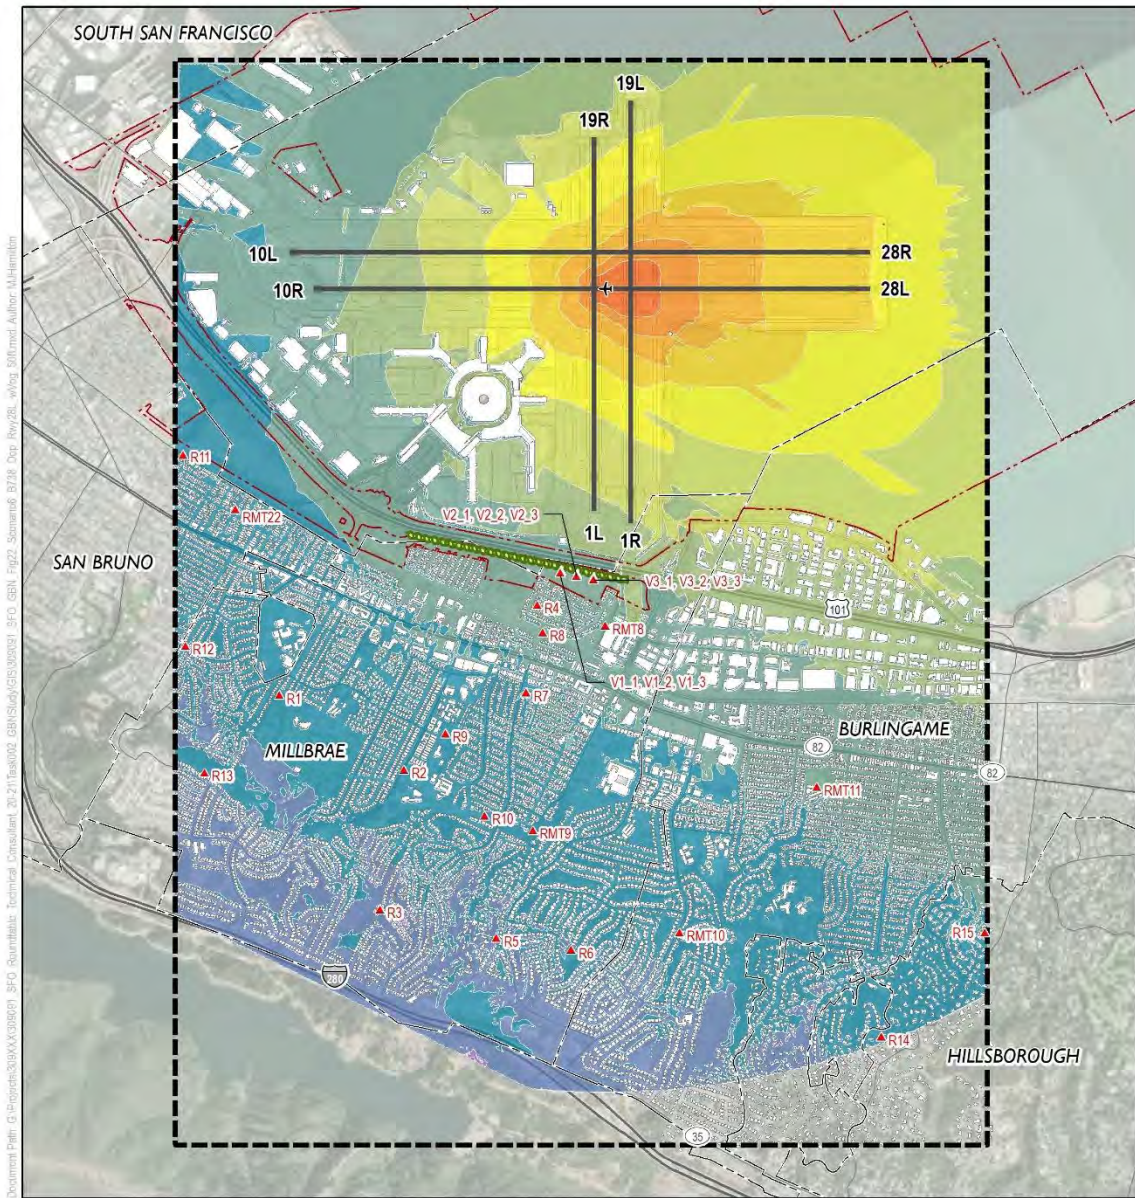 SOUTH SAN FRANCISCO
19L
19R
10L
28R
10R
28L
R11
V2_1, V2_2, V2_3
RMT22
1L
1R
SAN BRUNO
V3_1, V3_2, V3_3
R4
101
RMT8
R8
R12
V1_1, V1_2, V1_3
R1
R7
BURLINGAME
R9
82
MILLBRAE
R2
82
R13
RMT11
R10
RMT9
R3
R5
R6
RMT10
R15
280
R14
HILLSBOROUGH
35